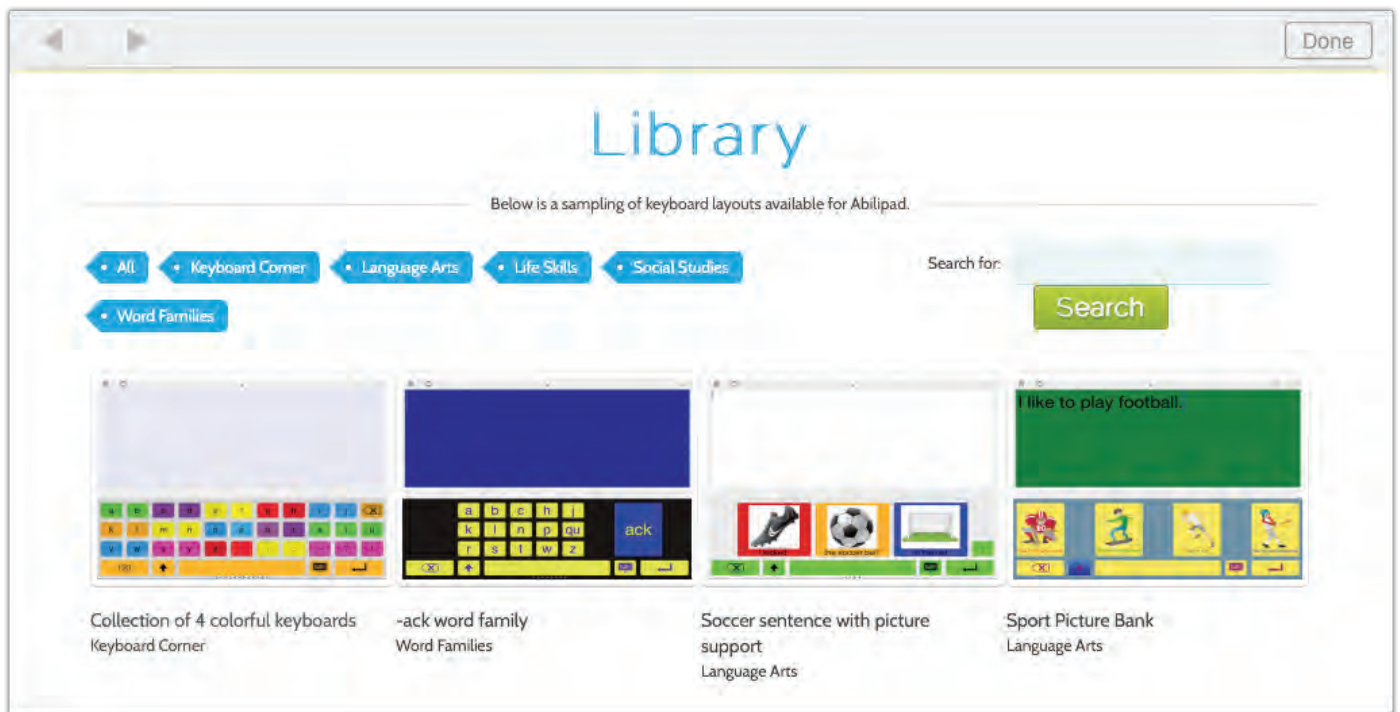 Done
Library
Below is a sampling of keyboard layouts available for Abilipad.
• All • Keyboard Corner • Language Arts • Life Skills • Social Studies
Search for:
• Word Families
Search
I like to play football.
a b c h j
k l n p qu
r s t w z
ack
Collection of 4 colorful keyboards
Keyboard Corner
-ack word family
Word Families
Soccer sentence with picture
support
Language Arts
Sport Picture Bank
Language Arts